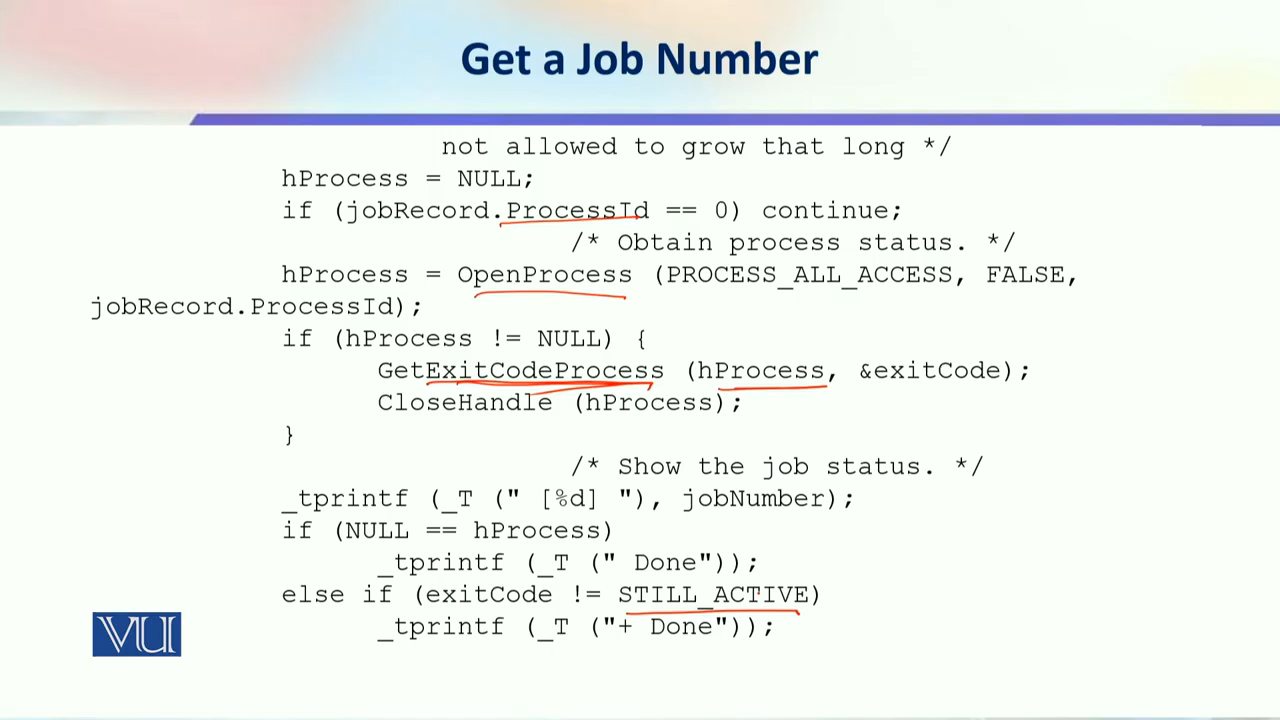 Get a Job Number
not allowed to grow that long */
hProcess = NULL;
if (jobRecord.ProcessId == 0) continue;
/* Obtain process status. */
hProcess = OpenProcess (PROCESS_ALL_ACCESS, FALSE,
jobRecord.ProcessId);
if (hProcess != NULL) {
GetExitCodeProcess (hProcess, &exitCode);
CloseHandle (hProcess);
}
/* Show the job status. */
_tprintf (_T (" [%d] "), jobNumber);
if (NULL == hProcess)
_tprintf (_T (" Done"));
else if (exitCode != STILL_ACTIVE)
_tprintf (_T ("+ Done"));
VU